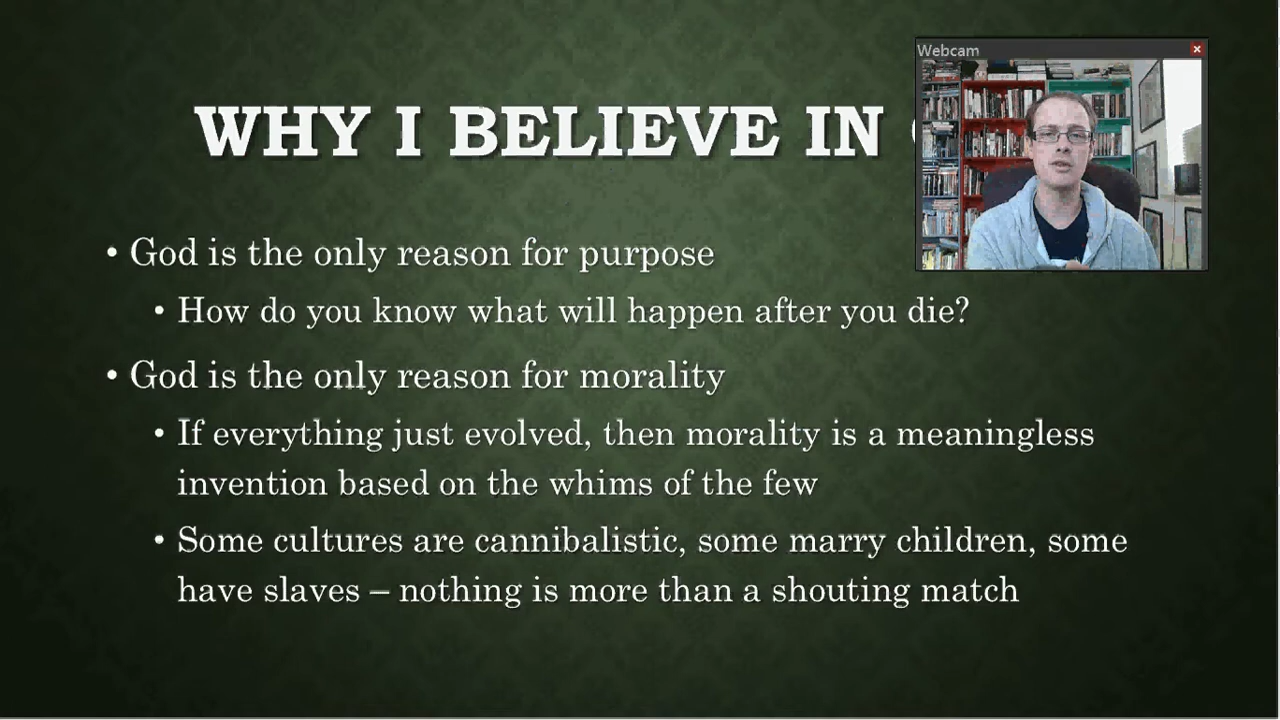 Webcam
WHY I BELIEVE IN
• God is the only reason for purpose
• How do you know what will happen after you die?
• God is the only reason for morality
• If everything just evolved, then morality is a meaningless
invention based on the whims of the few
• Some cultures are cannibalistic, some marry children, some
have slaves – nothing is more than a shouting match